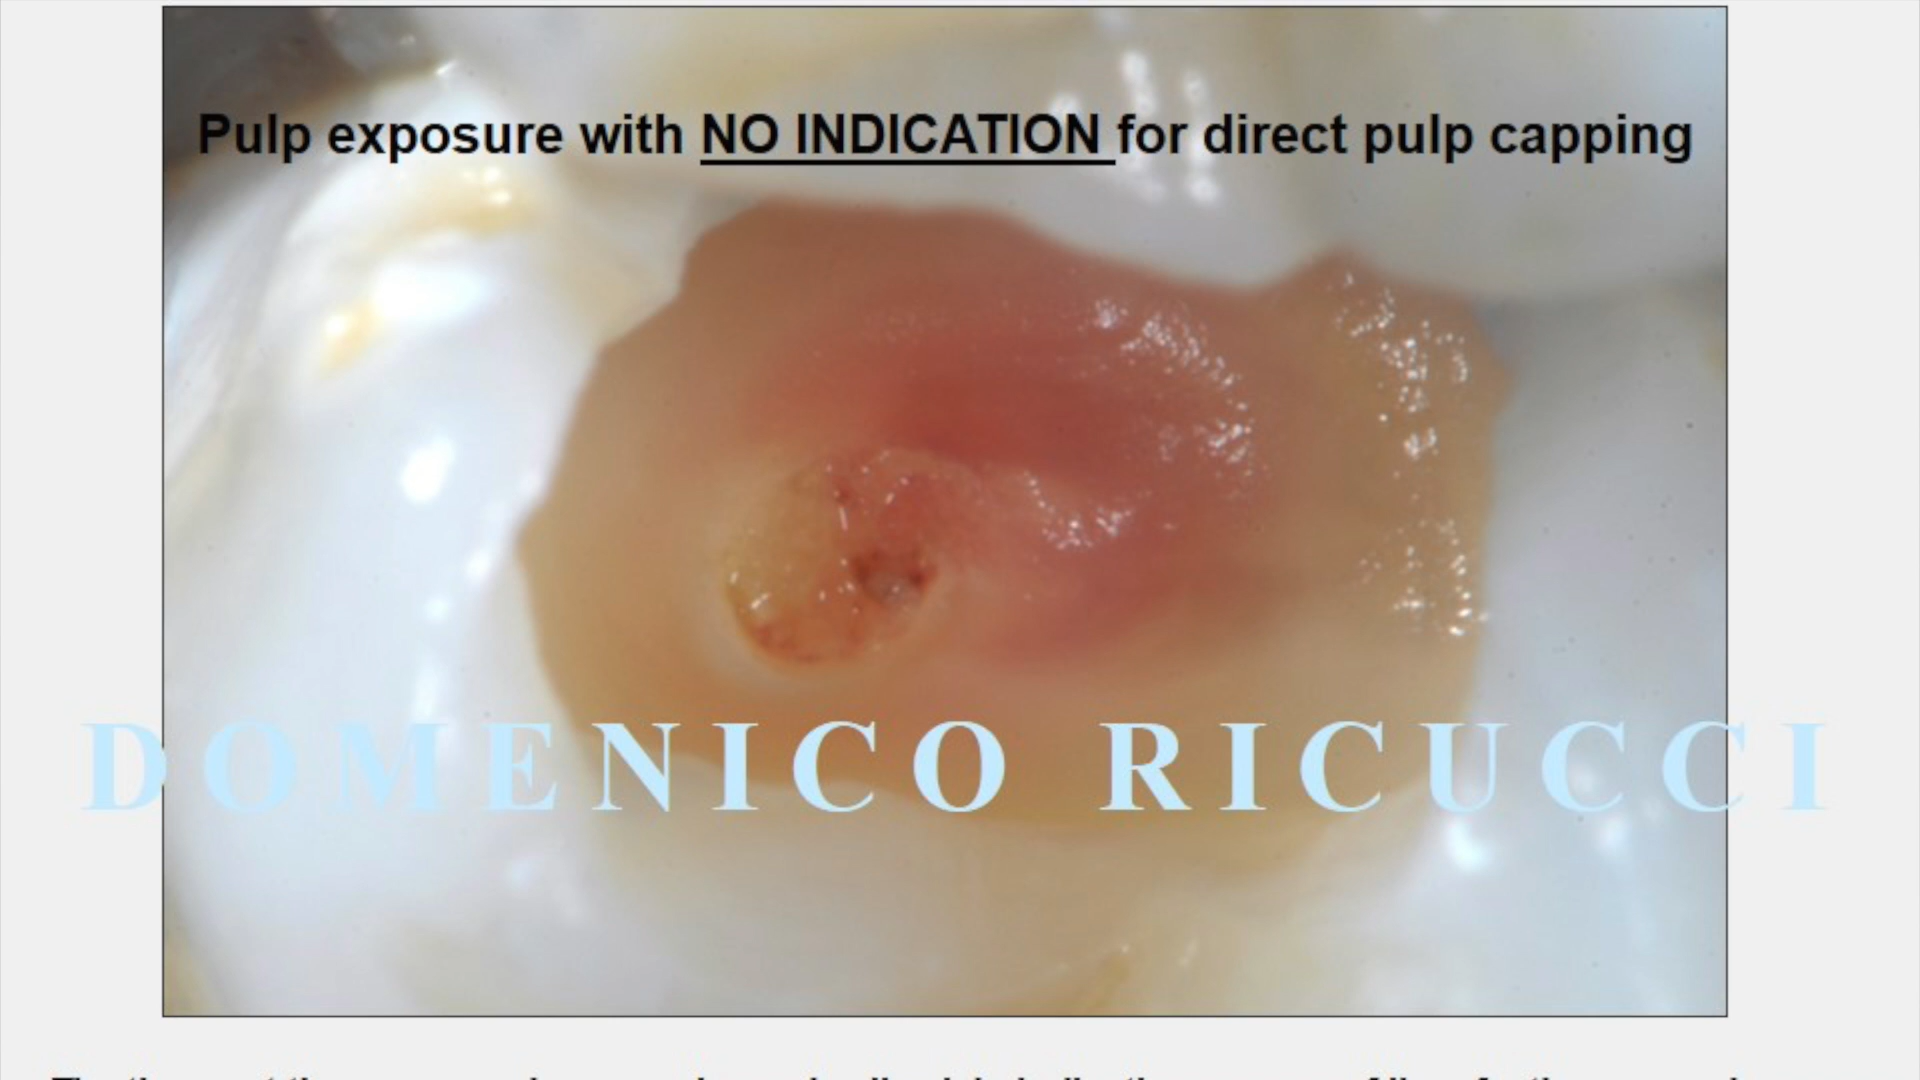 Pulp exposure with NO INDICATION for direct pulp capping
DOMENICO RICUCCI